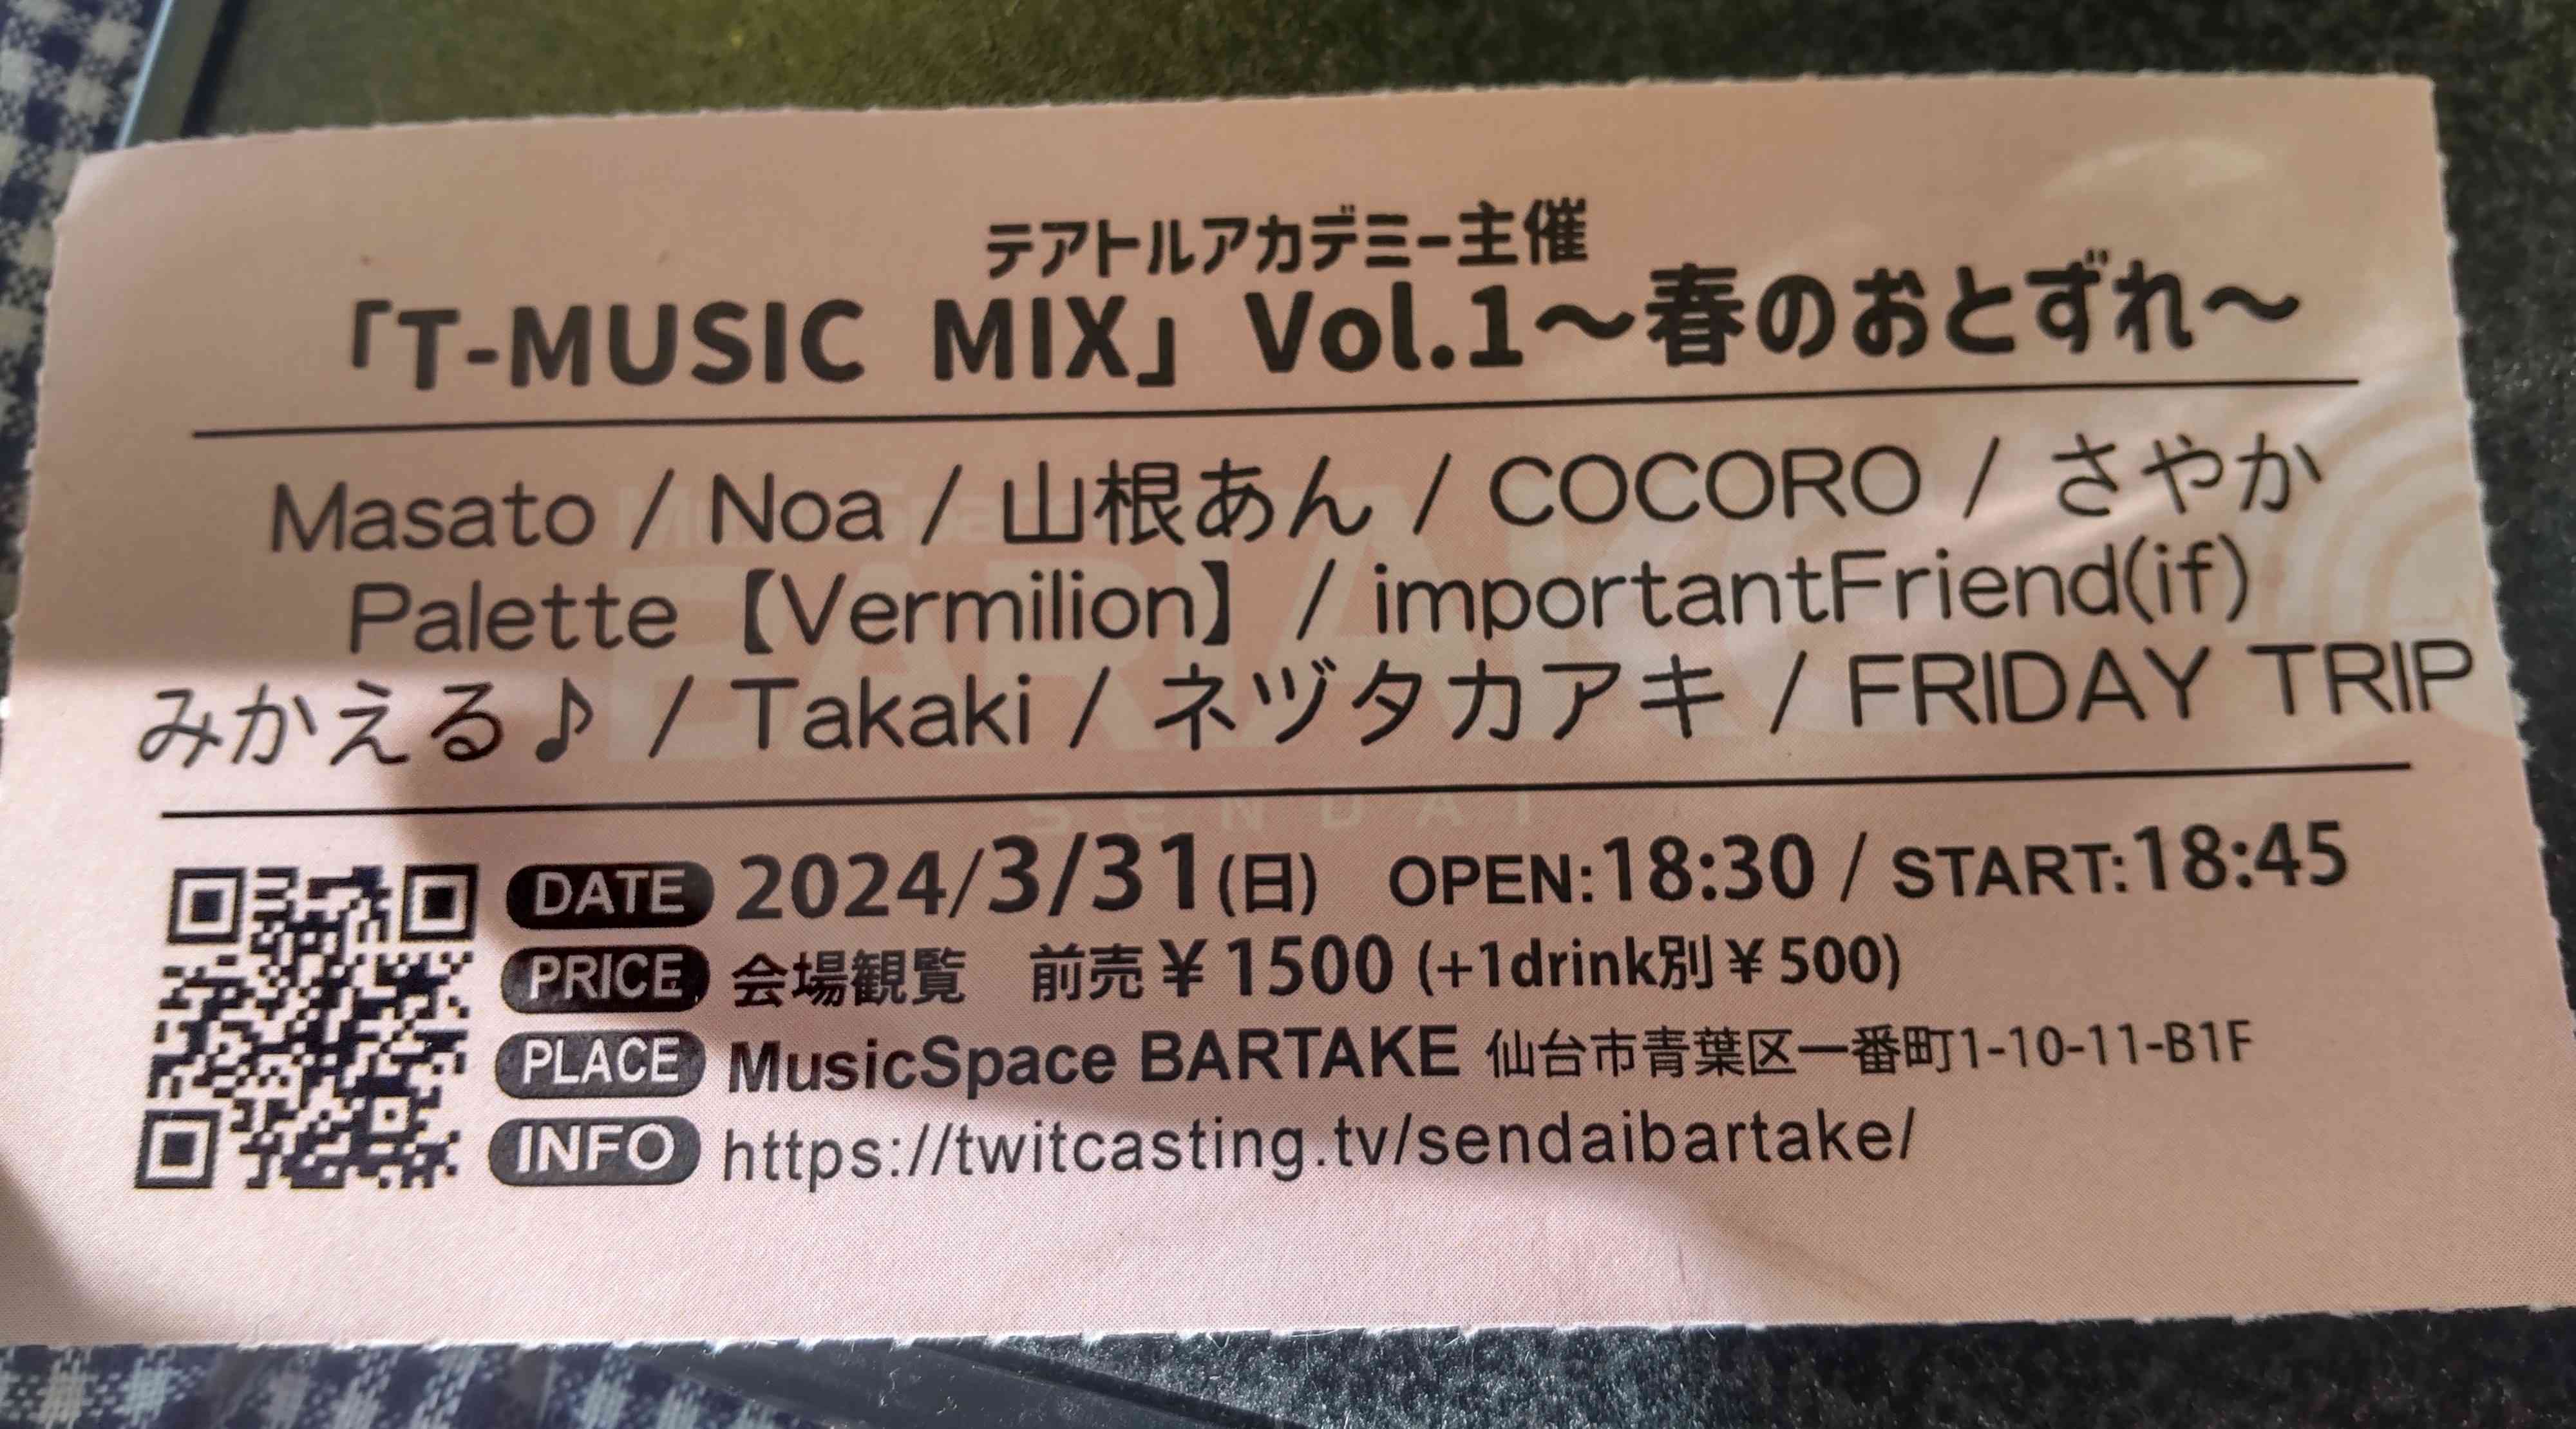 テアトルアカデミー主催
「T-MUSIC MIX」 Vol.1～春のおとずれ～
Masato / Noa / 山根あん / COCORO / さやか
Palette【Vermilion】 / importantFriend(if)
みかえる♪ / Takaki / ネヅタカアキ / FRIDAY TRIP
SENDAI
DATE 2024/3/31(日) OPEN:18:30 / START:18:45
PRICE 会場観覧 前売¥1500 (+1drink別¥500)
PLACE MusicSpace BARTAKE 仙台市青葉区一番町1-10-11-B1F
INFO https://twitcasting.tv/sendaibartake/